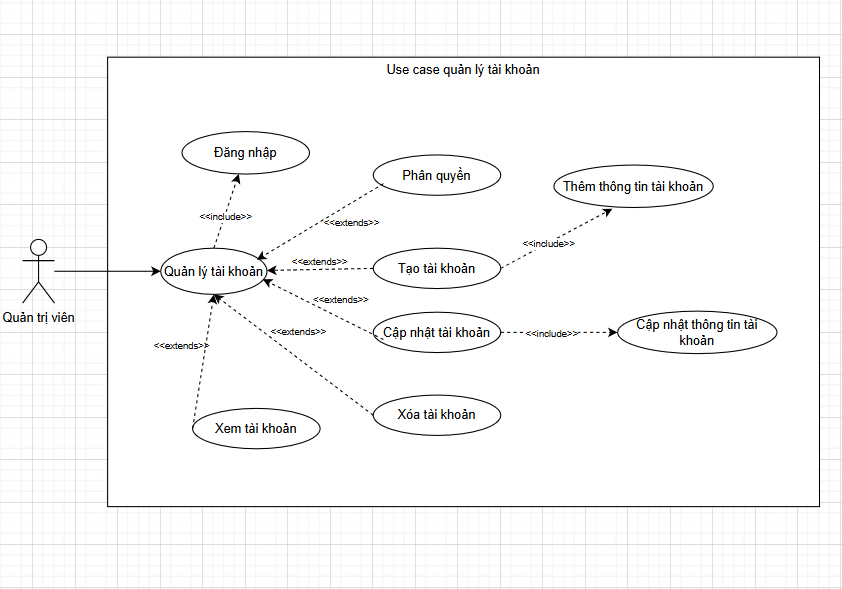 Use case quản lý tài khoản
Đăng nhập
Phân quyền
Thêm thông tin tài khoản
<<include>>
<<extends>>
<<include>>
Quản lý tài khoản
<<extends>>
Tạo tài khoản
Quản trị viên
<<extends>>
<<extends>>
Cập nhật tài khoản
<<include>>
Cập nhật thông tin tài
khoản
<<extends>>
Xem tài khoản
Xóa tài khoản